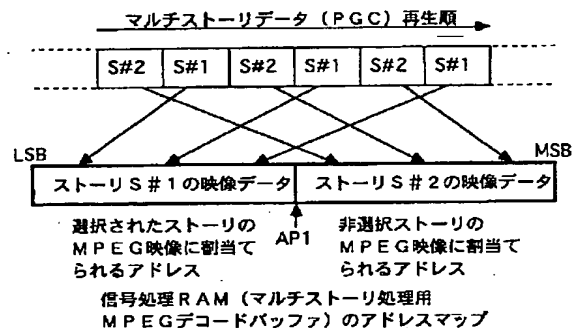 マルチストーリデータ（PGC）再生順
S#2 S#1 S#2 S#1 S#2 S#1
LSB
MSB
ストーリS＃1の映像データ
ストーリS＃2の映像データ
AP1
選択されたストーリの
MPEG映像に割当て
られるアドレス
非選択ストーリの
MPEG映像に割当て
られるアドレス
信号処理RAM（マルチストーリ処理用
MPEGデコードバッファ）のアドレスマップ